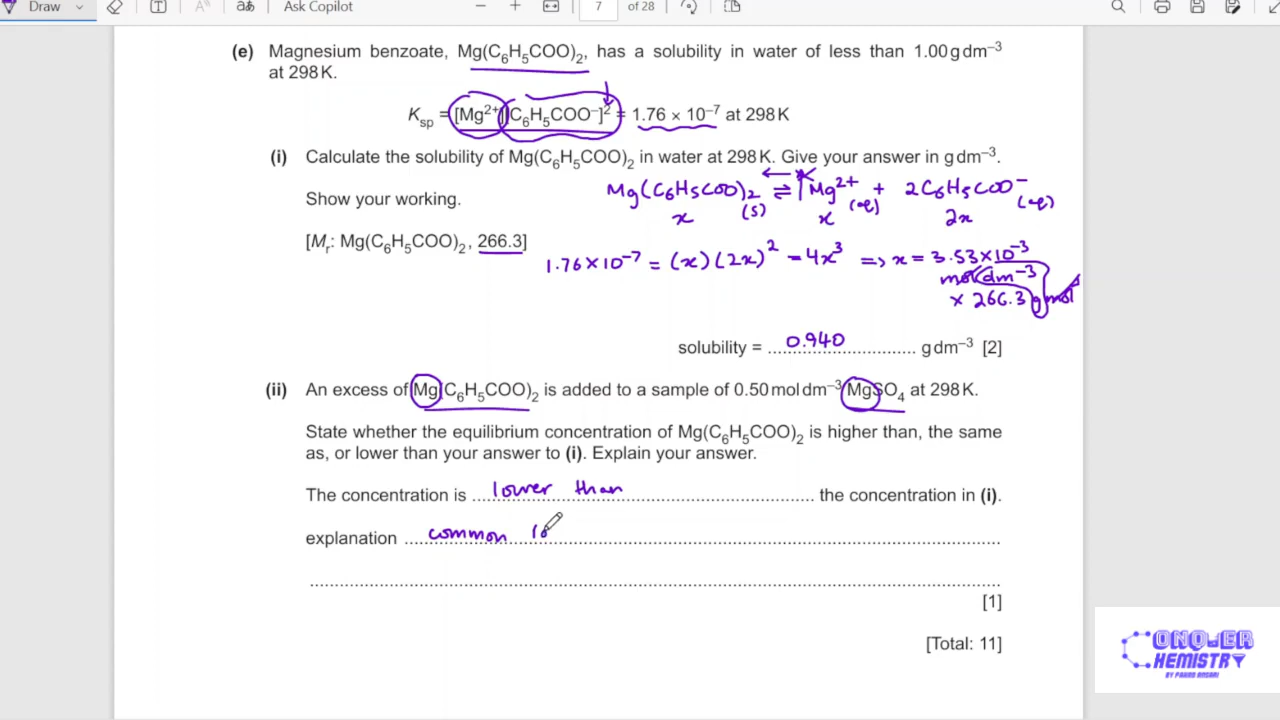 Draw
Ask Copilot
7 of 28
(e) Magnesium benzoate, Mg(C₆H₅COO)₂, has a solubility in water of less than 1.00 g dm⁻³
at 298 K.
Kₛₚ = [Mg²⁺][C₆H₅COO⁻]² = 1.76 × 10⁻⁷ at 298 K
(i) Calculate the solubility of Mg(C₆H₅COO)₂ in water at 298 K. Give your answer in g dm⁻³.
Mg(C₆H₅COO)₂ (s) ⇌ Mg²⁺ (aq) + 2C₆H₅COO⁻ (aq)
Show your working.
x x 2x
[Mᵣ: Mg(C₆H₅COO)₂, 266.3]
1.76 × 10⁻⁷ = (x)(2x)² = 4x³ ⇒ x = 3.53 × 10⁻³
mol dm⁻³
× 266.3 g/mol
solubility = 0.940 g dm⁻³ [2]
(ii) An excess of Mg(C₆H₅COO)₂ is added to a sample of 0.50 mol dm⁻³ MgSO₄ at 298 K.
State whether the equilibrium concentration of Mg(C₆H₅COO)₂ is higher than, the same
as, or lower than your answer to (i). Explain your answer.
The concentration is lower than the concentration in (i).
explanation common
[1]
[Total: 11]
CONQUER
CHEMISTRY